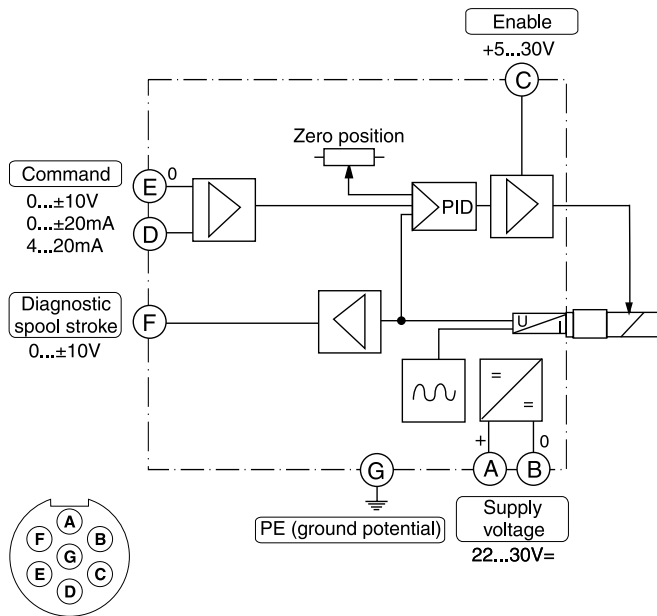 Enable
+5...30V
C
Zero position
Command
0...±10V
0...±20mA
4...20mA
E 0
D
PID
Diagnostic
spool stroke
0...±10V
F
U
I
=
=
+ 0
A B
G
PE (ground potential)
Supply
voltage
22...30V=
A
F B
G
E C
D